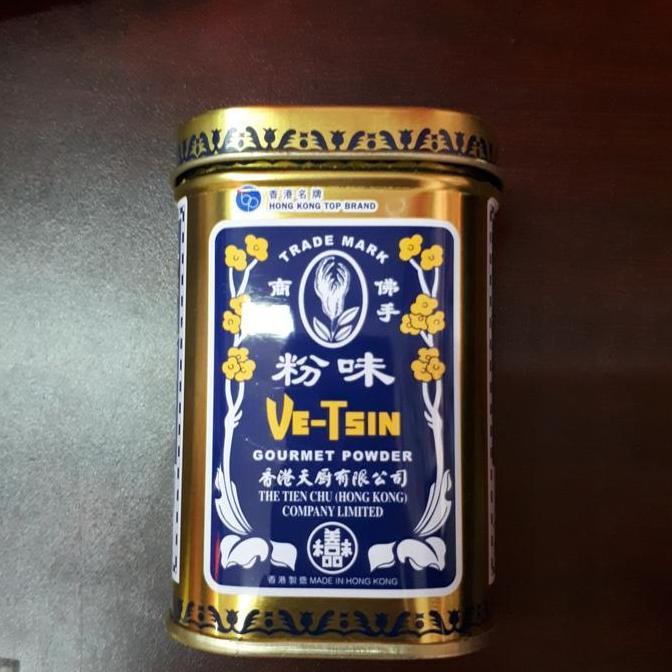 香港名牌
HONG KONG TOP BRAND
TRADE MARK
商 佛手
粉味
VE-TSIN
GOURMET POWDER
香港天廚有限公司
THE TIEN CHU (HONG KONG)
COMPANY LIMITED
香港製造 MADE IN HONG KONG